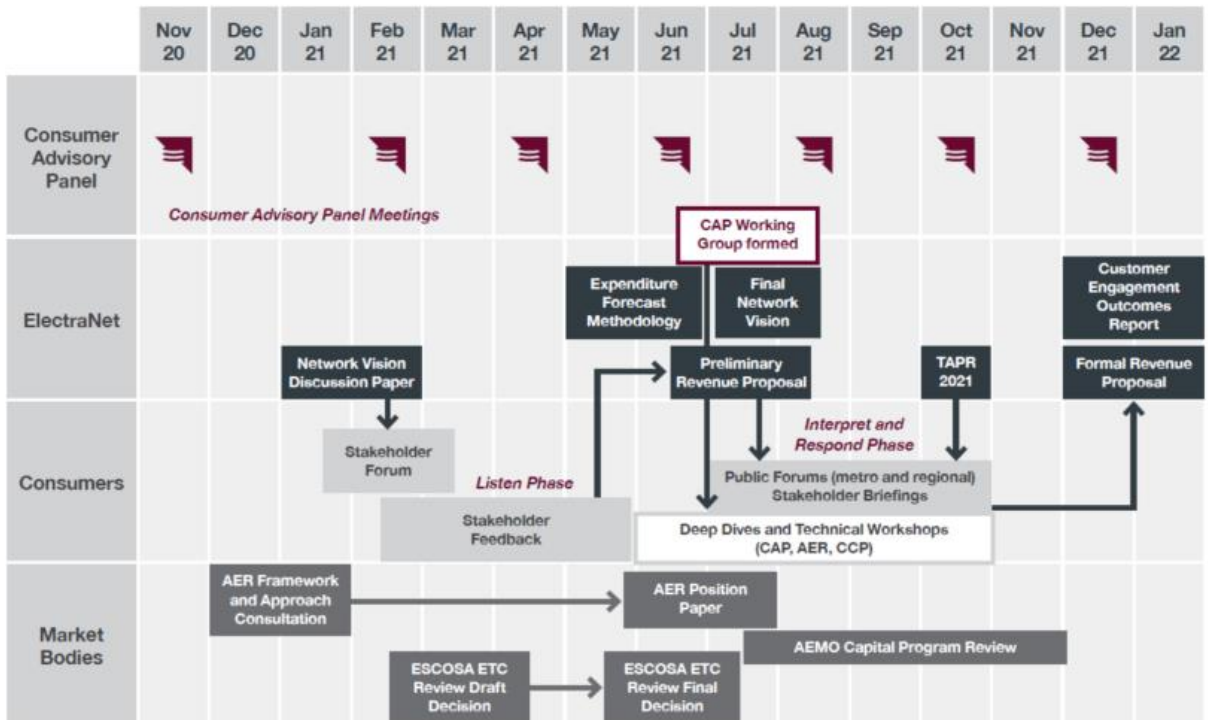 Nov 20
Dec 20
Jan 21
Feb 21
Mar 21
Apr 21
May 21
Jun 21
Jul 21
Aug 21
Sep 21
Oct 21
Nov 21
Dec 21
Jan 22
Consumer
Advisory
Panel
Consumer Advisory Panel Meetings
CAP Working
Group formed
ElectraNet
Expenditure
Forecast
Methodology
Final
Network
Vision
Customer
Engagement
Outcomes
Report
Network Vision
Discussion Paper
Preliminary
Revenue Proposal
TAPR
2021
Formal Revenue
Proposal
Consumers
Stakeholder
Forum
Listen Phase
Stakeholder
Feedback
Interpret and
Respond Phase
Public Forums (metro and regional)
Stakeholder Briefings
Deep Dives and Technical Workshops
(CAP, AER, CCP)
Market
Bodies
AER Framework
and Approach
Consultation
AER Position
Paper
AEMO Capital Program Review
ESCOSA ETC
Review Draft
Decision
ESCOSA ETC
Review Final
Decision